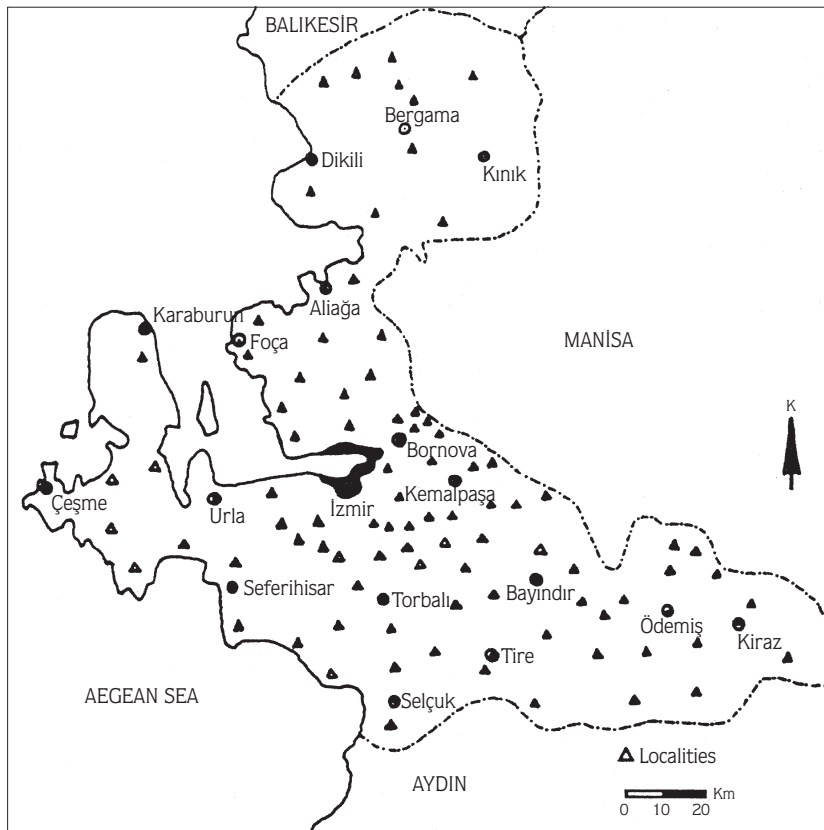 BALIKESİR
Bergama
Dikili
Kınık
Aliağa
Karaburun
Foça
MANİSA
K
Bornova
Kemalpaşa
Çeşme
Urla
İzmir
Seferihisar
Torbalı
Bayındır
Ödemiş
Kiraz
Tire
AEGEAN SEA
Selçuk
Localities
AYDIN
Km
0 10 20